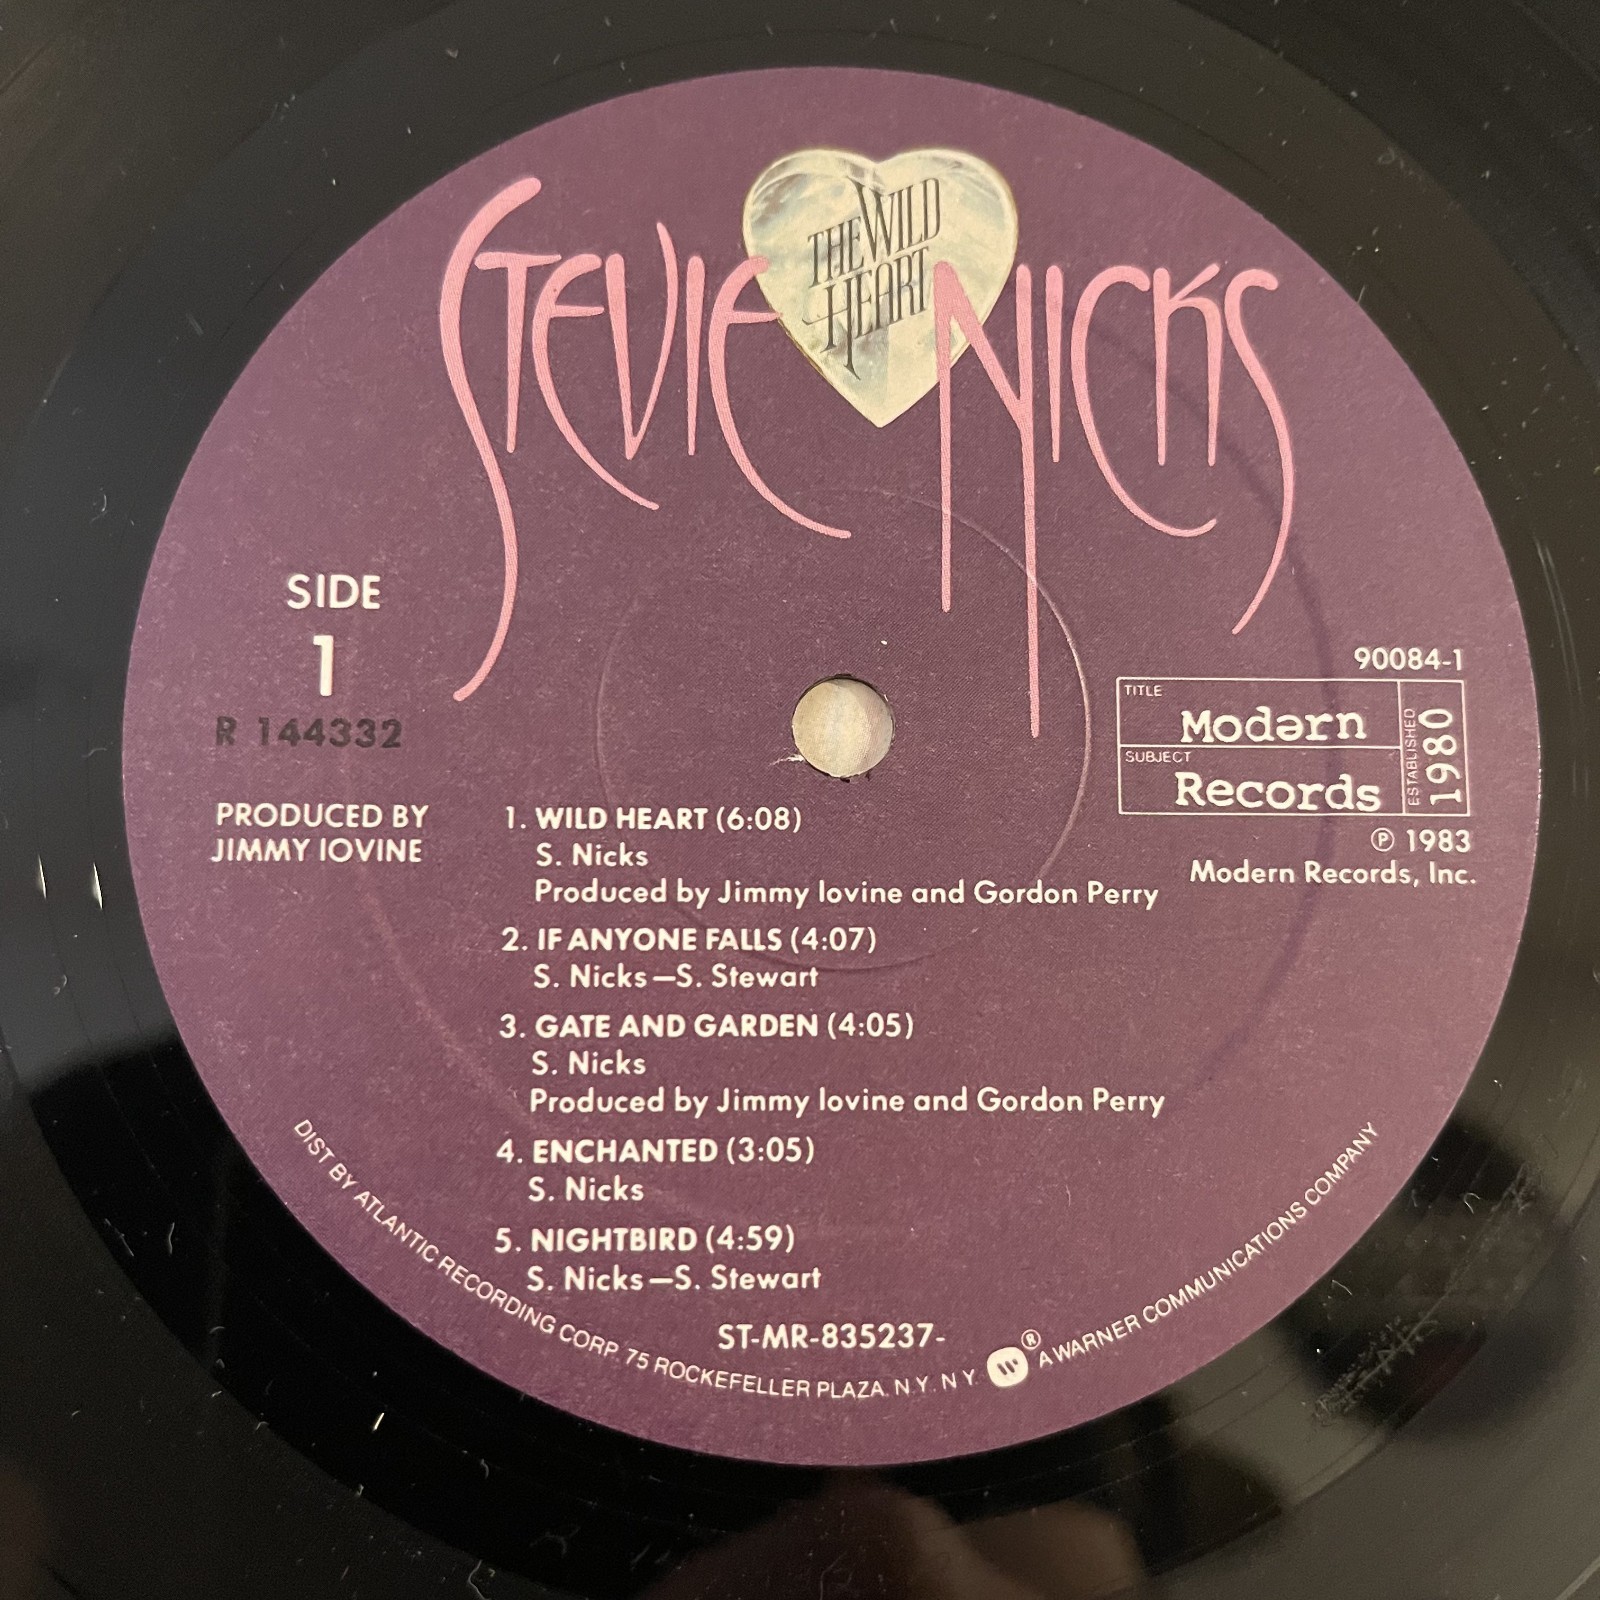 STEVIE NICKS
THE WILD
HEART
SIDE
1
R 144332
PRODUCED BY
JIMMY IOVINE
90084-1
TITLE
Modern
SUBJECT
Records
ESTABLISHED
1980
℗ 1983
Modern Records, Inc.
1. WILD HEART (6:08)
S. Nicks
Produced by Jimmy Iovine and Gordon Perry
2. IF ANYONE FALLS (4:07)
S. Nicks—S. Stewart
3. GATE AND GARDEN (4:05)
S. Nicks
Produced by Jimmy Iovine and Gordon Perry
4. ENCHANTED (3:05)
S. Nicks
5. NIGHTBIRD (4:59)
S. Nicks—S. Stewart
ST-MR-835237-
DIST BY ATLANTIC RECORDING CORP. 75 ROCKEFELLER PLAZA. N.Y. N.Y. ® A WARNER COMMUNICATIONS COMPANY